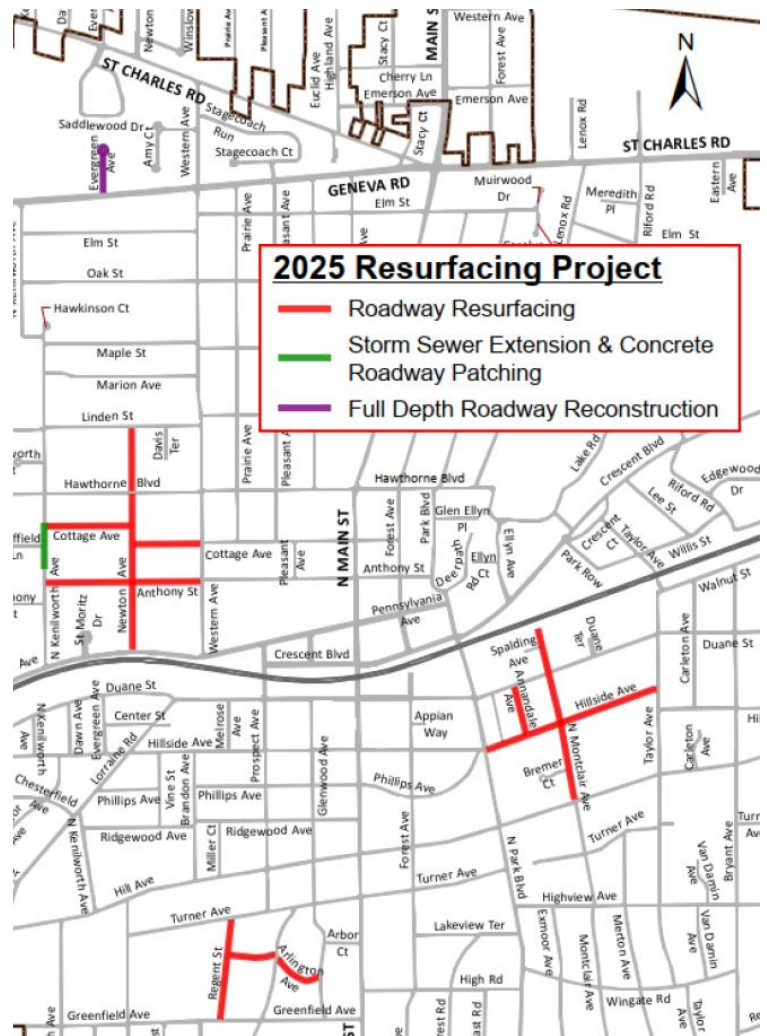 Newton
Winslow
Prairie Ave
Pleasant Ave
Euclid Ave
Highland Ave
Stacy Ct
MAIN ST
Western Ave
Forest Ave
N
ST CHARLES RD
Cherry Ln
Emerson Ave
Emerson Ave
Saddlewood Dr
Evergreen
Ave
Amy Ct
Western Ave
Stagecoach
Run
Stagecoach Ct
Stacy Ct
Lenox Rd
ST CHARLES RD
GENEVA RD
Muirwood
Dr
Meredith
Pl
Riford Rd
Eastern
Ave
Elm St
Prairie Ave
Elm St
Elm St
Oak St
2025 Resurfacing Project
Roadway Resurfacing
Storm Sewer Extension & Concrete
Roadway Patching
Full Depth Roadway Reconstruction
Hawkinson Ct
Maple St
Marion Ave
Linden St
Davis
Ter
Prairie Ave
Hawthorne Blvd
Hawthorne Blvd
Lake Rd
Crescent Blvd
Edgewood
Dr
Riford Rd
Lee St
Cottage Ave
Cottage Ave
Pleasant
Ave
N MAIN ST
Forest Ave
Park Blvd
Glen Ellyn
Pl
Ellyn Ave
Ellyn
Ct
Deerpath
Rd
Crescent
Ct
Taylor Ave
Willis St
Park Row
Walnut St
Anthony St
Anthony St
N Kenilworth
Ave
St Moritz
Dr
Newton
Ave
Western Ave
Pennsylvania
Ave
Crescent Blvd
Ave
Spalding
Ave
Duane
Ter
Carleton Ave
Duane St
Duane St
Annandale
Ave
Hillside Ave
N Montclair Ave
Taylor Ave
Carleton
Ave
N Kenilworth
Ave
Dawn Ave
Evergreen Ave
Center St
Lorraine Rd
Hillside Ave
Melrose
Ave
Prospect Ave
Glenwood Ave
Appian
Way
Bremer
Ct
Chesterfield
Ave
Phillips Ave
Vine St
Brandon Ave
Phillips Ave
Phillips Ave
Ridgewood Ave
Miller Ct
Ridgewood Ave
Forest Ave
N Park Blvd
Turner Ave
N Kenilworth Ave
Hill Ave
Turner Ave
Van Damin
Ave
Bryant Ave
Highview Ave
Turner Ave
Regent St
Arlington
Ave
Arbor
Ct
Lakeview Ter
High Rd
Exmoor Ave
Montclair Ave
Merton Ave
Van Damin
Ave
Wingate Rd
Taylor
Greenfield Ave
Greenfield Ave